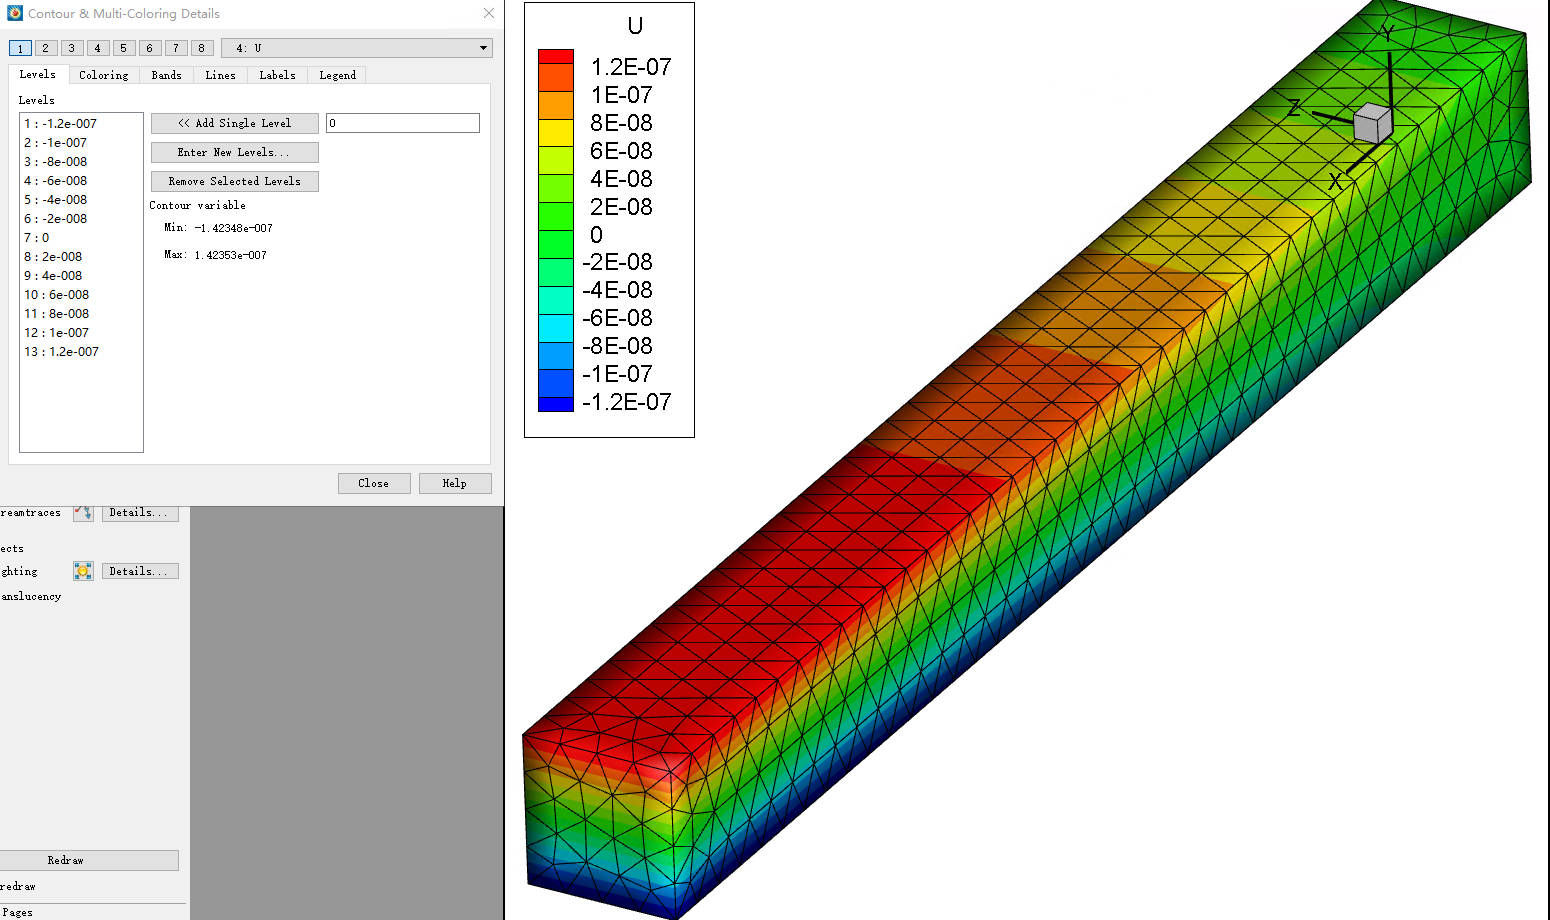 Contour & Multi-Coloring Details
1 2 3 4 5 6 7 8 4: U
Levels Coloring Bands Lines Labels Legend
Levels
1 : -1.2e-007
2 : -1e-007
3 : -8e-008
4 : -6e-008
5 : -4e-008
6 : -2e-008
7 : 0
8 : 2e-008
9 : 4e-008
10 : 6e-008
11 : 8e-008
12 : 1e-007
13 : 1.2e-007
<< Add Single Level 0
Enter New Levels...
Remove Selected Levels
Contour variable
Min: -1.42348e-007
Max: 1.42353e-007
Close Help
reamtraces Details...
ects
ghting Details...
anslucency
Redraw
redraw
Pages
U
1.2E-07
1E-07
8E-08
6E-08
4E-08
2E-08
0
-2E-08
-4E-08
-6E-08
-8E-08
-1E-07
-1.2E-07
Y
Z
X